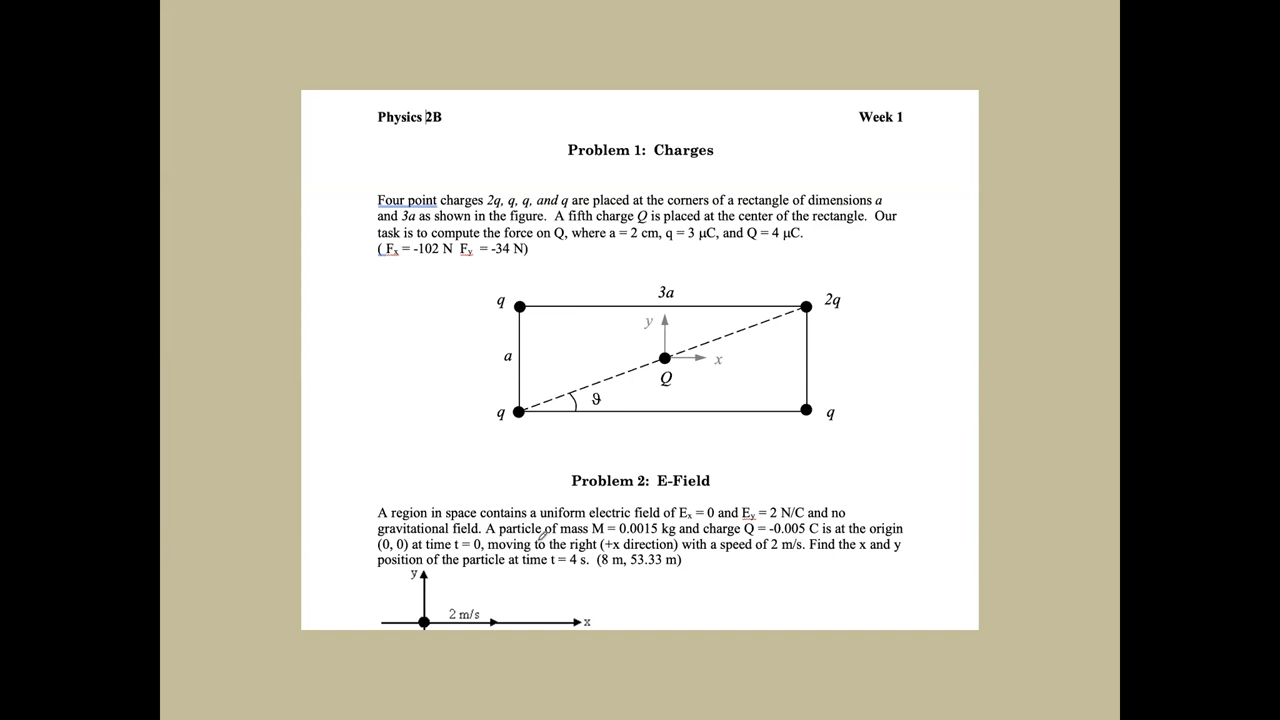 Physics 2B Week 1
Problem 1: Charges
Four point charges 2q, q, q, and q are placed at the corners of a rectangle of dimensions a
and 3a as shown in the figure. A fifth charge Q is placed at the center of the rectangle. Our
task is to compute the force on Q, where a = 2 cm, q = 3 μC, and Q = 4 μC.
( Fx = -102 N Fy = -34 N)
3a
q
2q
y
a
x
Q
ϑ
q
q
Problem 2: E-Field
A region in space contains a uniform electric field of Ex = 0 and Ey = 2 N/C and no
gravitational field. A particle of mass M = 0.0015 kg and charge Q = -0.005 C is at the origin
(0, 0) at time t = 0, moving to the right (+x direction) with a speed of 2 m/s. Find the x and y
position of the particle at time t = 4 s. (8 m, 53.33 m)
y
2 m/s
x